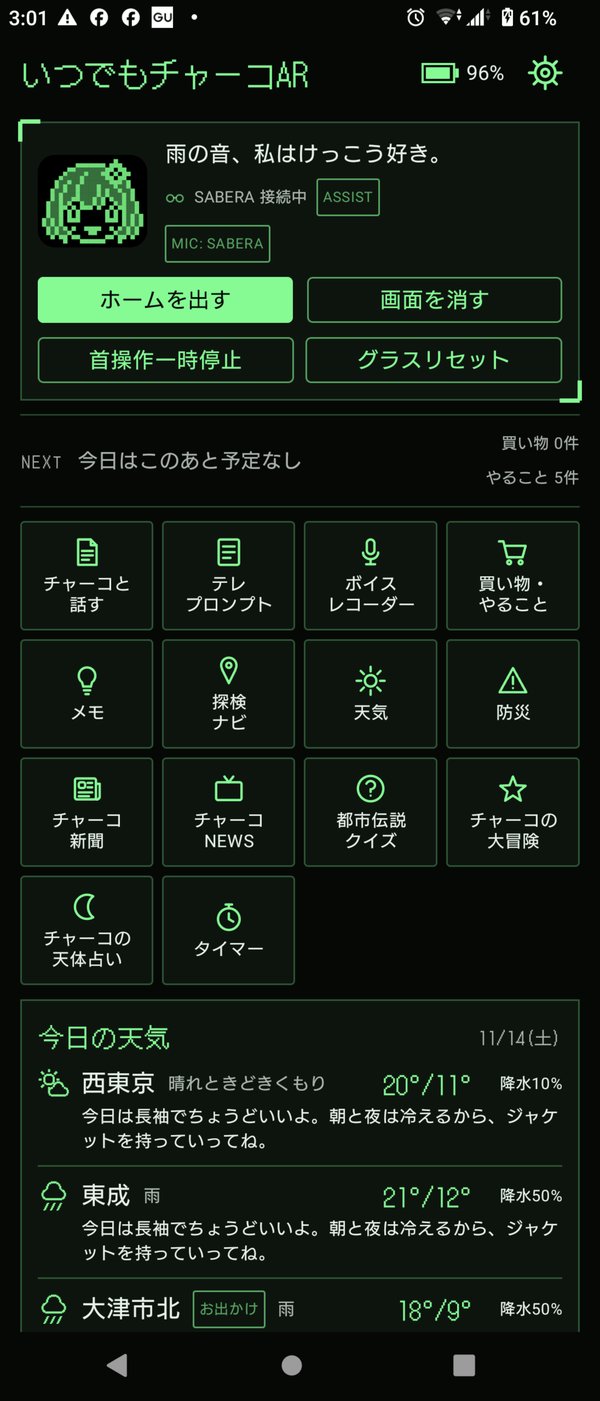 3:01 GU 61%
いつでもチャーコAR 96%
雨の音、私はけっこう好き。
SABERA 接続中 ASSIST
MIC: SABERA
ホームを出す 画面を消す
首操作一時停止 グラスリセット
買い物 0件
NEXT 今日はこのあと予定なし
やること 5件
チャーコと
話す
テレ
プロンプト
ボイス
レコーダー
買い物・
やること
メモ
探検
ナビ
天気
防災
チャーコ
新聞
チャーコ
NEWS
都市伝説
クイズ
チャーコの
大冒険
チャーコの
天体占い
タイマー
今日の天気 11/14(土)
西東京 晴れときどきくもり 20°/11° 降水10%
今日は長袖でちょうどいいよ。朝と夜は冷えるから、ジャケ
ットを持っていってね。
東成 雨 21°/12° 降水50%
今日は長袖でちょうどいいよ。朝と夜は冷えるから、ジャケ
ットを持っていってね。
大津市北 お出かけ 雨 18°/9° 降水50%